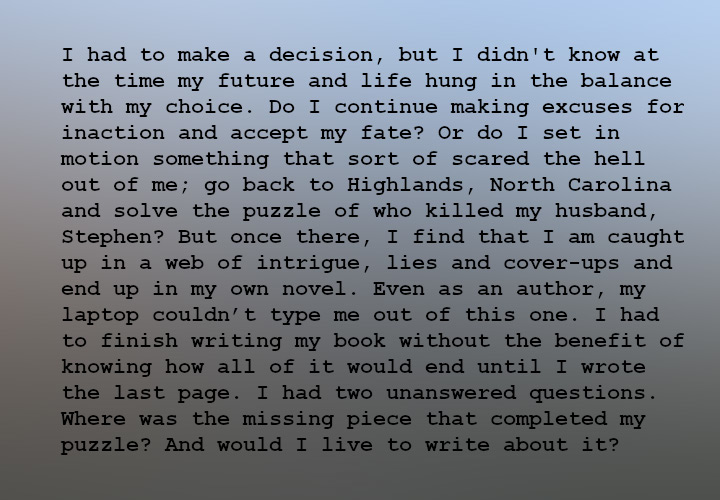 I had to make a decision, but I didn't know at
the time my future and life hung in the balance
with my choice. Do I continue making excuses for
inaction and accept my fate? Or do I set in
motion something that sort of scared the hell
out of me; go back to Highlands, North Carolina
and solve the puzzle of who killed my husband,
Stephen? But once there, I find that I am caught
up in a web of intrigue, lies and cover-ups and
end up in my own novel. Even as an author, my
laptop couldn’t type me out of this one. I had
to finish writing my book without the benefit of
knowing how all of it would end until I wrote
the last page. I had two unanswered questions.
Where was the missing piece that completed my
puzzle? And would I live to write about it?